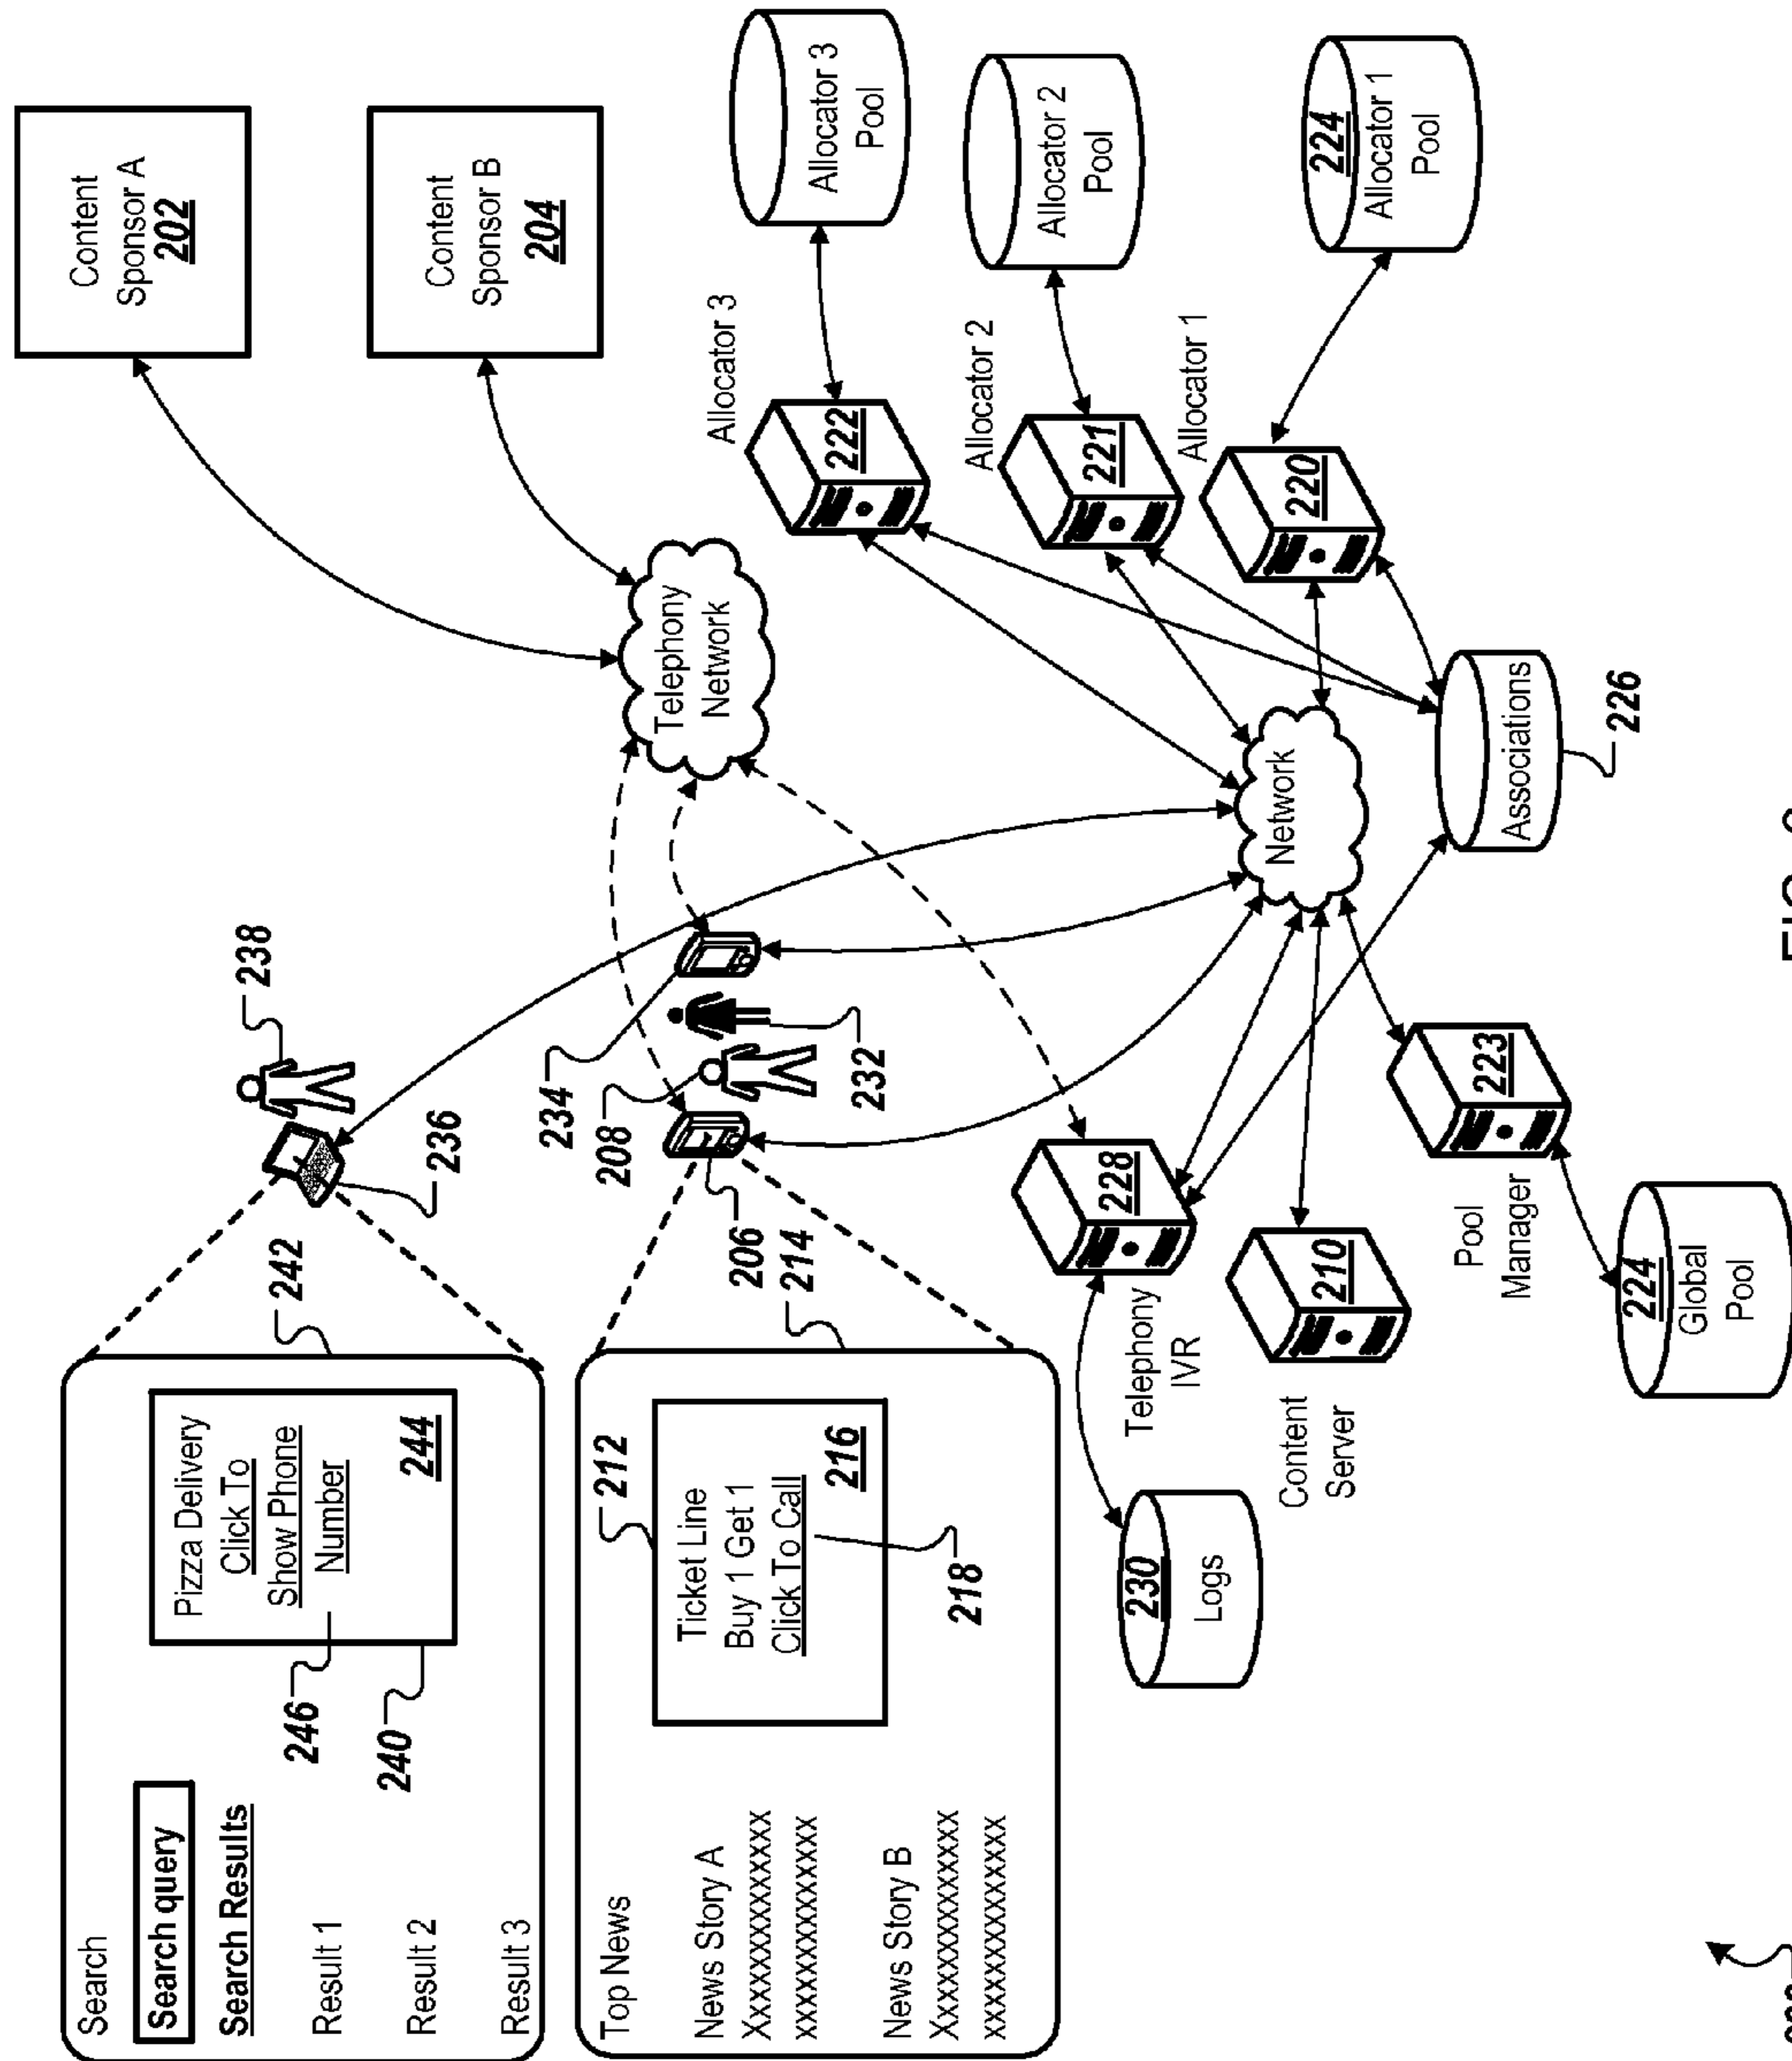 Search
Search query
Search Results
Result 1
Result 2
Result 3
Pizza Delivery
Click To
Show Phone
Number
244
246
240
242
236
238
Content
Sponsor A
202
Content
Sponsor B
204
Top News
News Story A
Xxxxxxxxxxxxx
xxxxxxxxxxxxx
News Story B
Xxxxxxxxxxxxx
xxxxxxxxxxxxx
212
Ticket Line
Buy 1 Get 1
Click To Call
216
218
214
206
208
234
232
Telephony
Network
Allocator 3
222
Allocator 3
Pool
Allocator 2
221
Allocator 2
Pool
Allocator 1
220
224
Allocator 1
Pool
230
Logs
Telephony
IVR
228
Content
Server
210
Pool
Manager
223
224
Global
Pool
Network
Associations
226